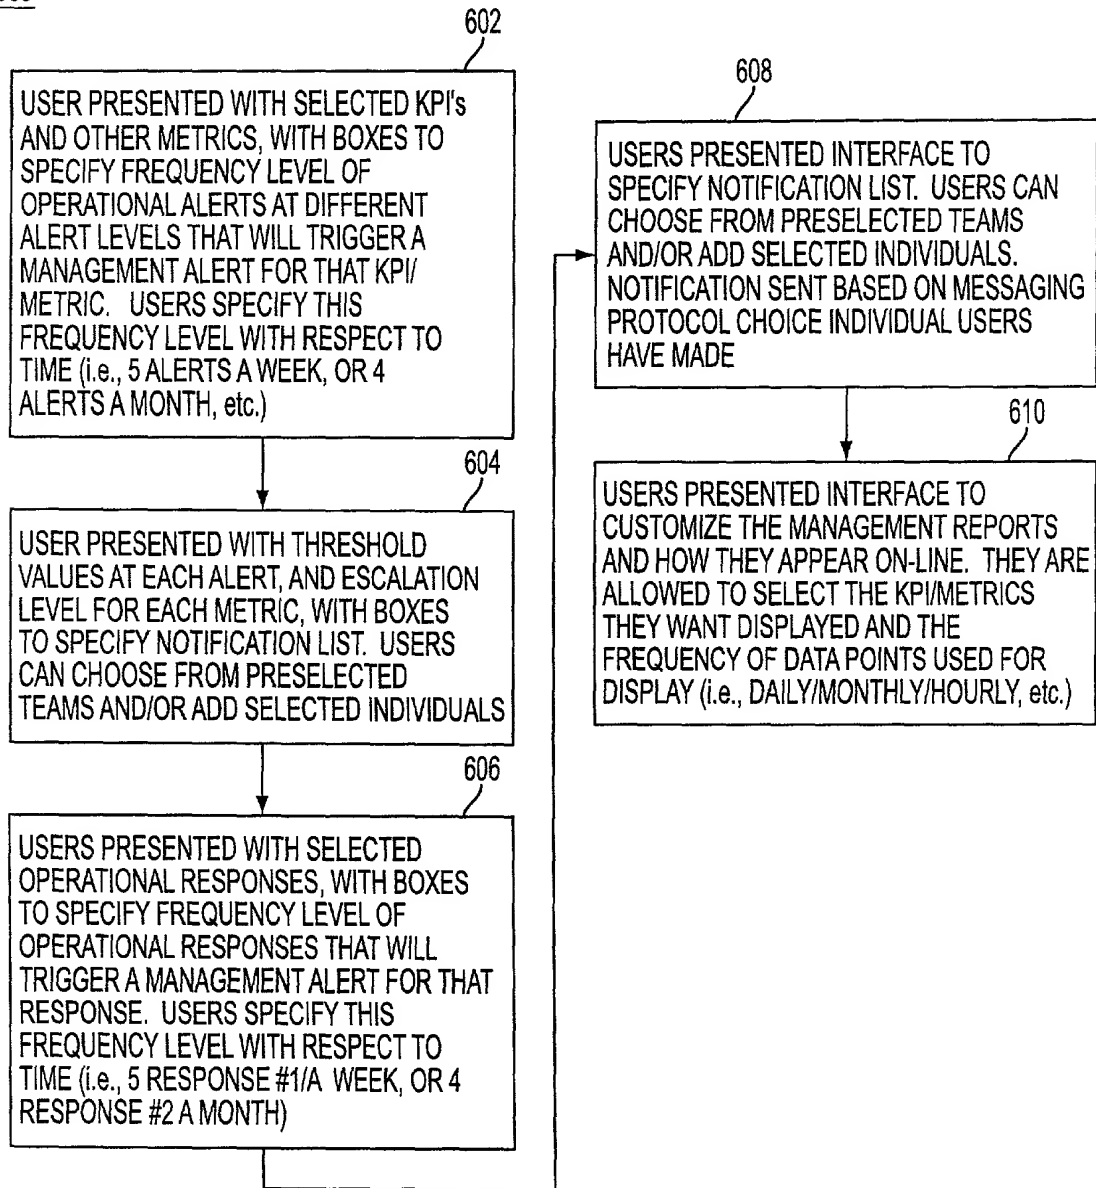 602
USER PRESENTED WITH SELECTED KPI's
AND OTHER METRICS, WITH BOXES TO
SPECIFY FREQUENCY LEVEL OF
OPERATIONAL ALERTS AT DIFFERENT
ALERT LEVELS THAT WILL TRIGGER A
MANAGEMENT ALERT FOR THAT KPI/
METRIC. USERS SPECIFY THIS
FREQUENCY LEVEL WITH RESPECT TO
TIME (i.e., 5 ALERTS A WEEK, OR 4
ALERTS A MONTH, etc.)
604
USER PRESENTED WITH THRESHOLD
VALUES AT EACH ALERT, AND ESCALATION
LEVEL FOR EACH METRIC, WITH BOXES
TO SPECIFY NOTIFICATION LIST. USERS
CAN CHOOSE FROM PRESELECTED
TEAMS AND/OR ADD SELECTED INDIVIDUALS
606
USERS PRESENTED WITH SELECTED
OPERATIONAL RESPONSES, WITH BOXES
TO SPECIFY FREQUENCY LEVEL OF
OPERATIONAL RESPONSES THAT WILL
TRIGGER A MANAGEMENT ALERT FOR THAT
RESPONSE. USERS SPECIFY THIS
FREQUENCY LEVEL WITH RESPECT TO
TIME (i.e., 5 RESPONSE #1/A WEEK, OR 4
RESPONSE #2 A MONTH)
608
USERS PRESENTED INTERFACE TO
SPECIFY NOTIFICATION LIST. USERS CAN
CHOOSE FROM PRESELECTED TEAMS
AND/OR ADD SELECTED INDIVIDUALS.
NOTIFICATION SENT BASED ON MESSAGING
PROTOCOL CHOICE INDIVIDUAL USERS
HAVE MADE
610
USERS PRESENTED INTERFACE TO
CUSTOMIZE THE MANAGEMENT REPORTS
AND HOW THEY APPEAR ON-LINE. THEY ARE
ALLOWED TO SELECT THE KPI/METRICS
THEY WANT DISPLAYED AND THE
FREQUENCY OF DATA POINTS USED FOR
DISPLAY (i.e., DAILY/MONTHLY/HOURLY, etc.)